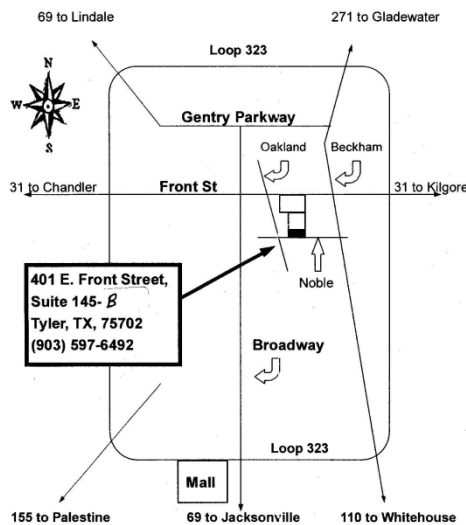 69 to Lindale
271 to Gladewater
Loop 323
N
W E
S
Gentry Parkway
Oakland
Beckham
31 to Chandler
Front St
31 to Kilgore
401 E. Front Street,
Suite 145- B
Tyler, TX, 75702
(903) 597-6492
Noble
Broadway
Loop 323
Mall
155 to Palestine
69 to Jacksonville
110 to Whitehouse